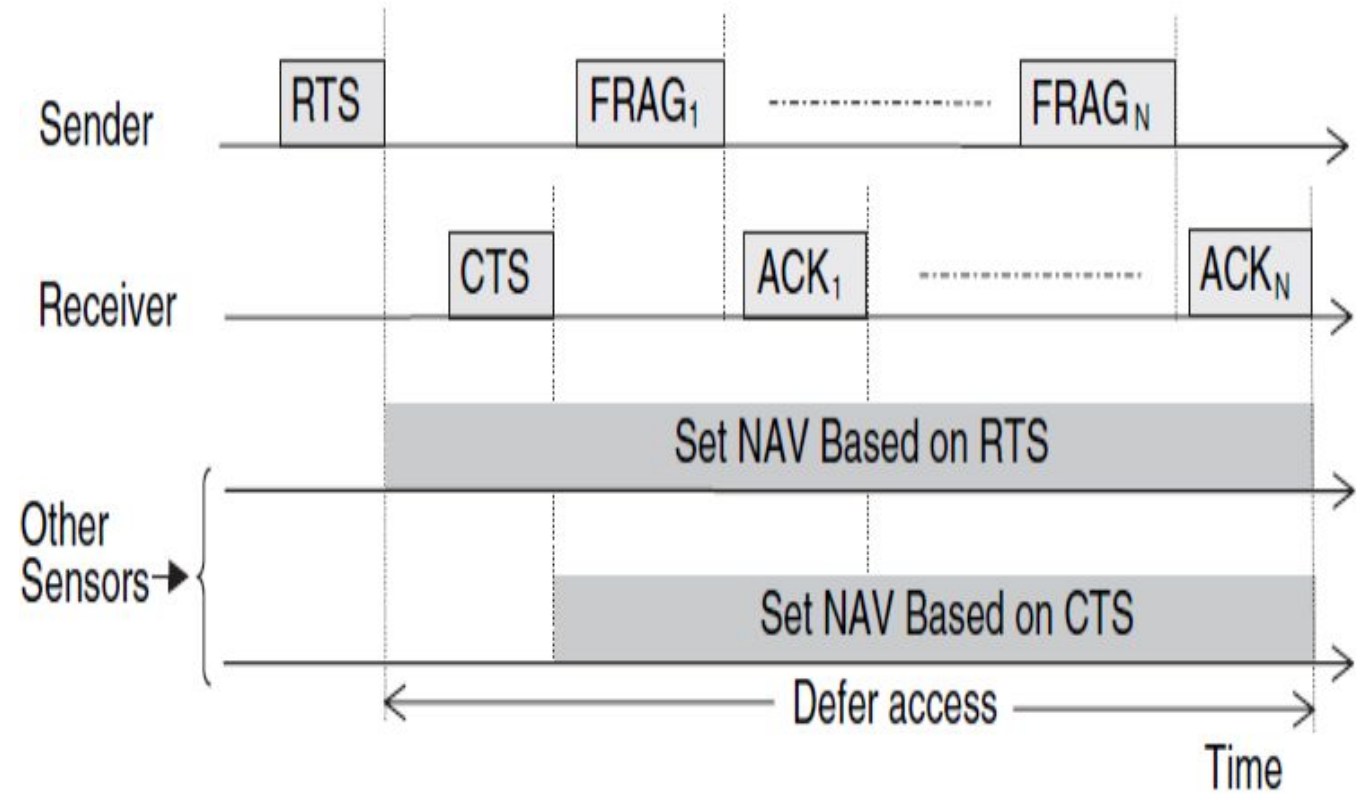 Sender
RTS
FRAG1
FRAGN
Receiver
CTS
ACK1
ACKN
Set NAV Based on RTS
Other
Sensors
Set NAV Based on CTS
Defer access
Time